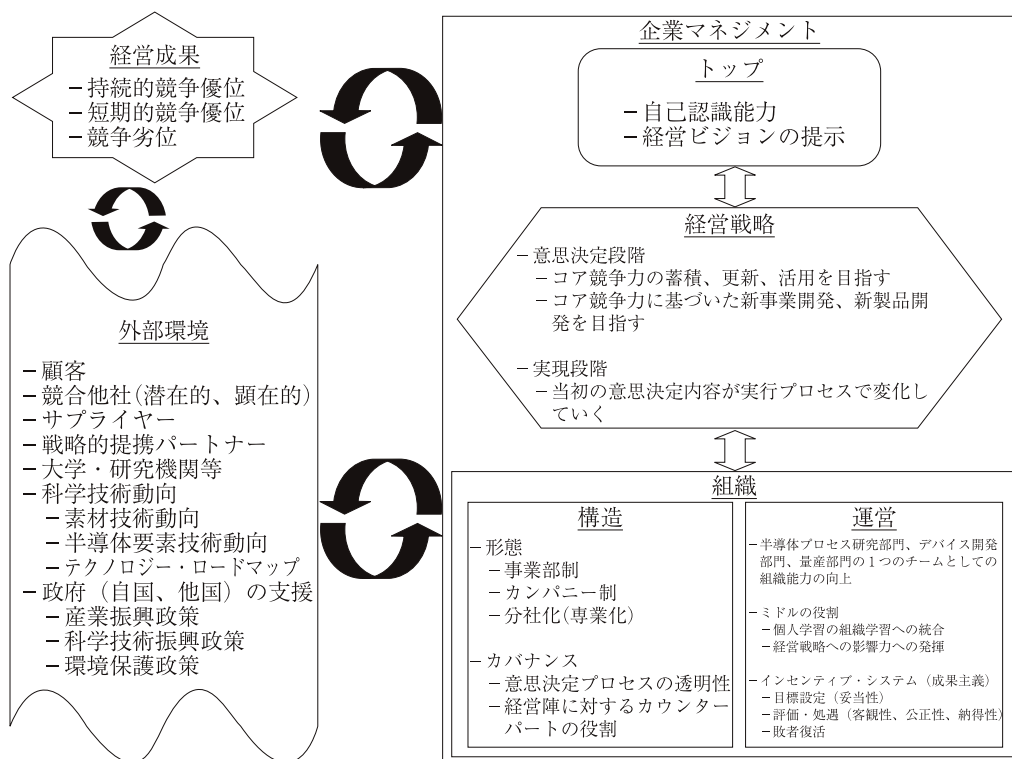 経営成果
－持続的競争優位
－短期的競争優位
－競争劣位
外部環境
－顧客
－競合他社(潜在的、顕在的)
－サプライヤー
－戦略的提携パートナー
－大学・研究機関等
－科学技術動向
－素材技術動向
－半導体要素技術動向
－テクノロジー・ロードマップ
－政府（自国、他国）の支援
－産業振興政策
－科学技術振興政策
－環境保護政策
企業マネジメント
トップ
－自己認識能力
－経営ビジョンの提示
経営戦略
－意思決定段階
－コア競争力の蓄積、更新、活用を目指す
－コア競争力に基づいた新事業開発、新製品開
発を目指す
－実現段階
－当初の意思決定内容が実行プロセスで変化し
ていく
組織
構造
－形態
－事業部制
－カンパニー制
－分社化(専業化)
－カバナンス
－意思決定プロセスの透明性
－経営陣に対するカウンター
パートの役割
運営
－半導体プロセス研究部門、デバイス開発
部門、量産部門の１つのチームとしての
組織能力の向上
－ミドルの役割
－個人学習の組織学習への統合
－経営戦略への影響力への発揮
－インセンティブ・システム（成果主義）
－目標設定（妥当性）
－評価・処遇（客観性、公正性、納得性）
－敗者復活